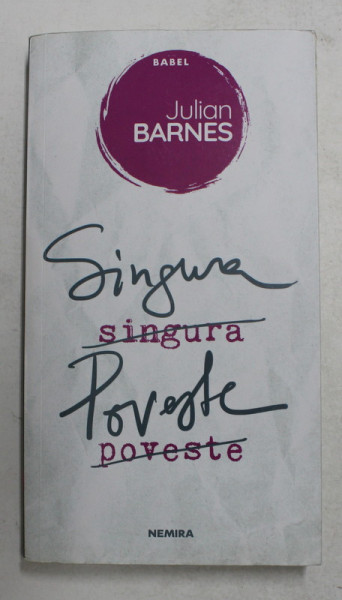 BABEL
Julian
BARNES
Singura
singura
Poveste
poveste
NEMIRA